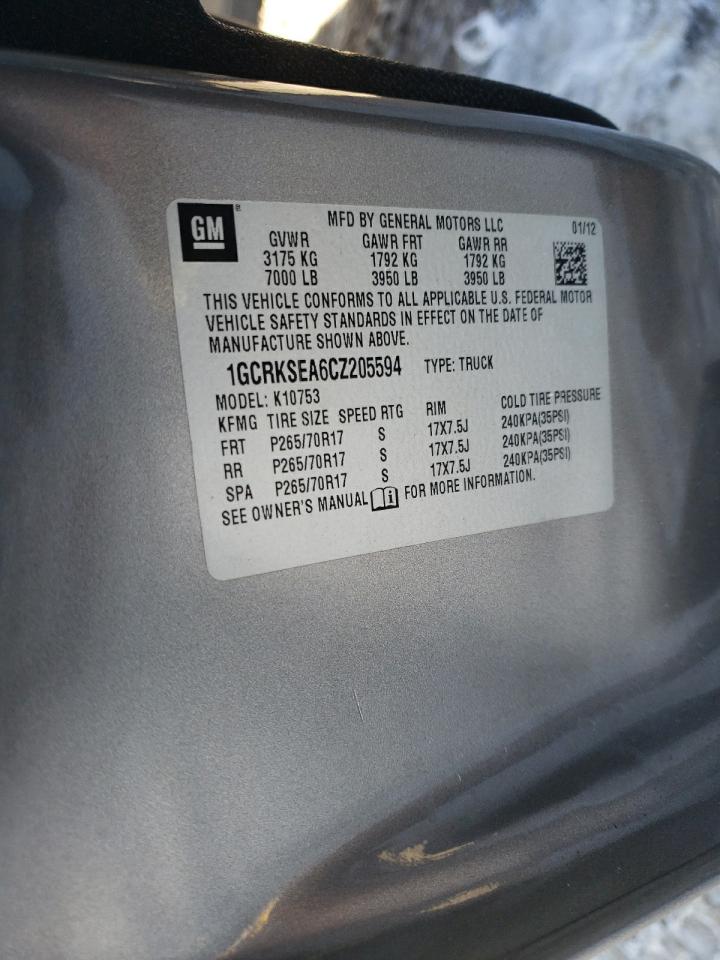 GM ®
MFD BY GENERAL MOTORS LLC 01/12
GVWR GAWR FRT GAWR RR
3175 KG 1792 KG 1792 KG
7000 LB 3950 LB 3950 LB
THIS VEHICLE CONFORMS TO ALL APPLICABLE U.S. FEDERAL MOTOR
VEHICLE SAFETY STANDARDS IN EFFECT ON THE DATE OF
MANUFACTURE SHOWN ABOVE.
1GCRKSEA6CZ205594 TYPE: TRUCK
MODEL: K10753
KFMG TIRE SIZE SPEED RTG RIM COLD TIRE PRESSURE
FRT P265/70R17 S 17X7.5J 240KPA(35PSI)
RR P265/70R17 S 17X7.5J 240KPA(35PSI)
SPA P265/70R17 S 17X7.5J 240KPA(35PSI)
SEE OWNER'S MANUAL i FOR MORE INFORMATION.